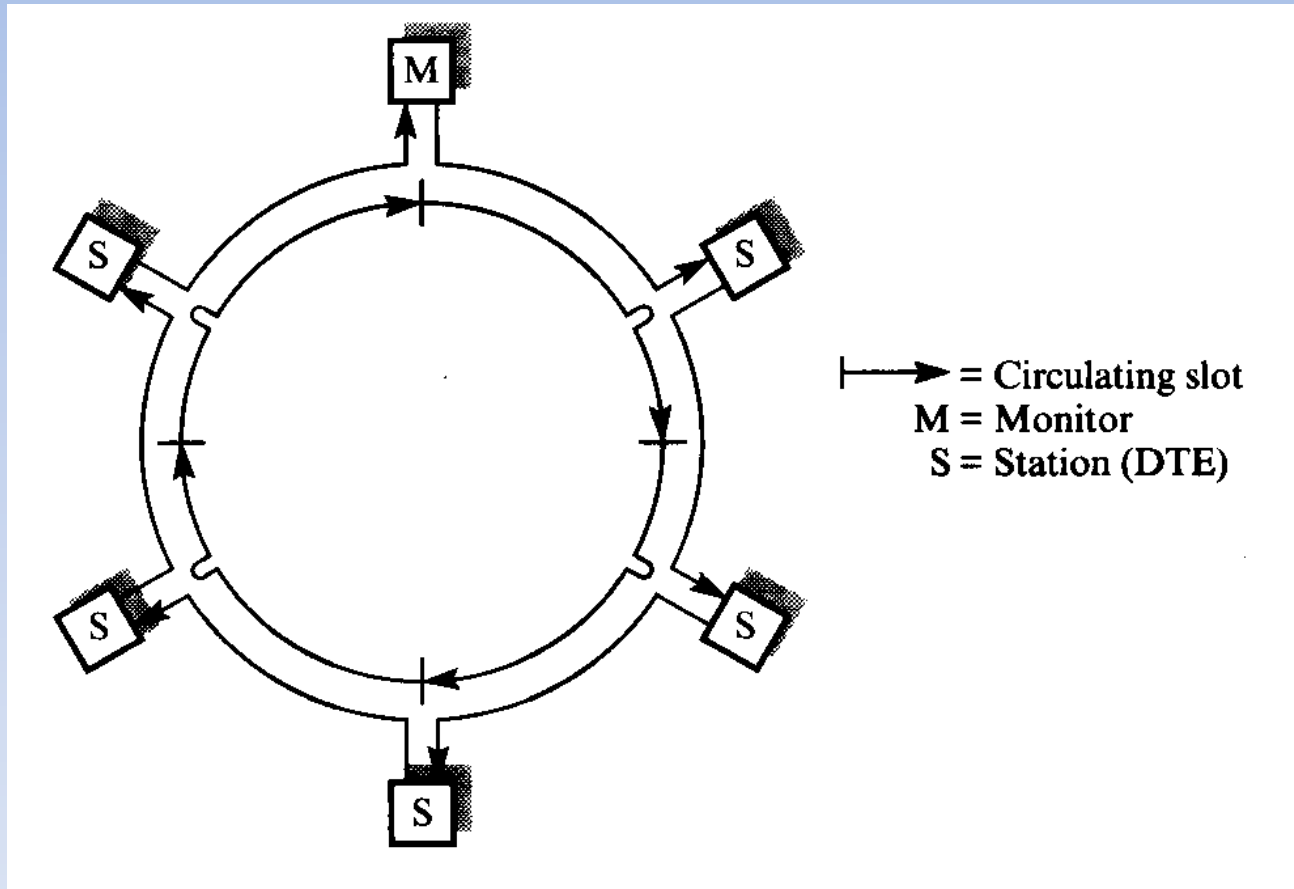 M
S
S
= Circulating slot
M = Monitor
S = Station (DTE)
S
S
S